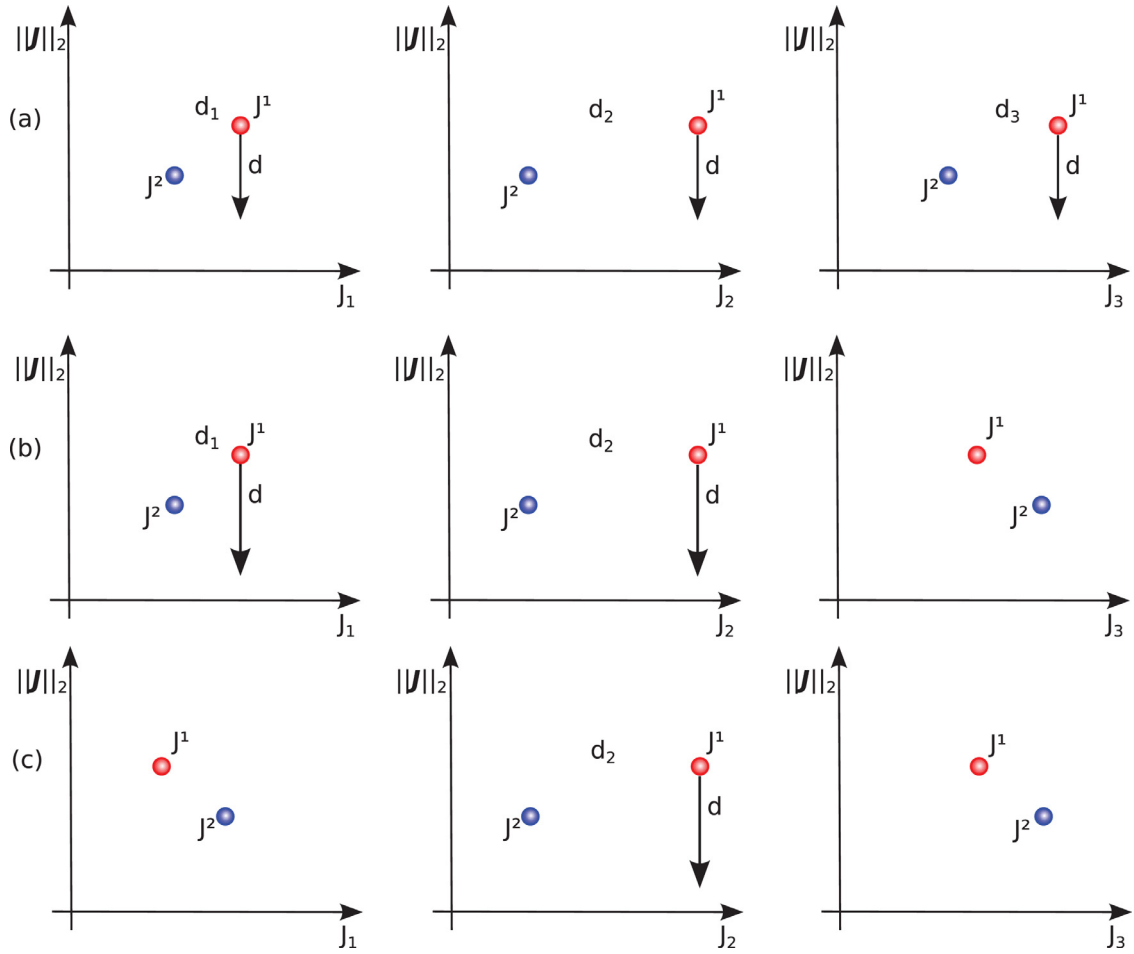 ||J||₂ ||J||₂ ||J||₂
(a) d₁ J¹ d₂ J¹ d₃ J¹
J² d J² d J² d
J₁ J₂ J₃
||J||₂ ||J||₂ ||J||₂
(b) d₁ J¹ d₂ J¹ J¹
J² d J² d J²
J₁ J₂ J₃
||J||₂ ||J||₂ ||J||₂
(c) J¹ d₂ J¹ J¹
J² J² d J²
J₁ J₂ J₃